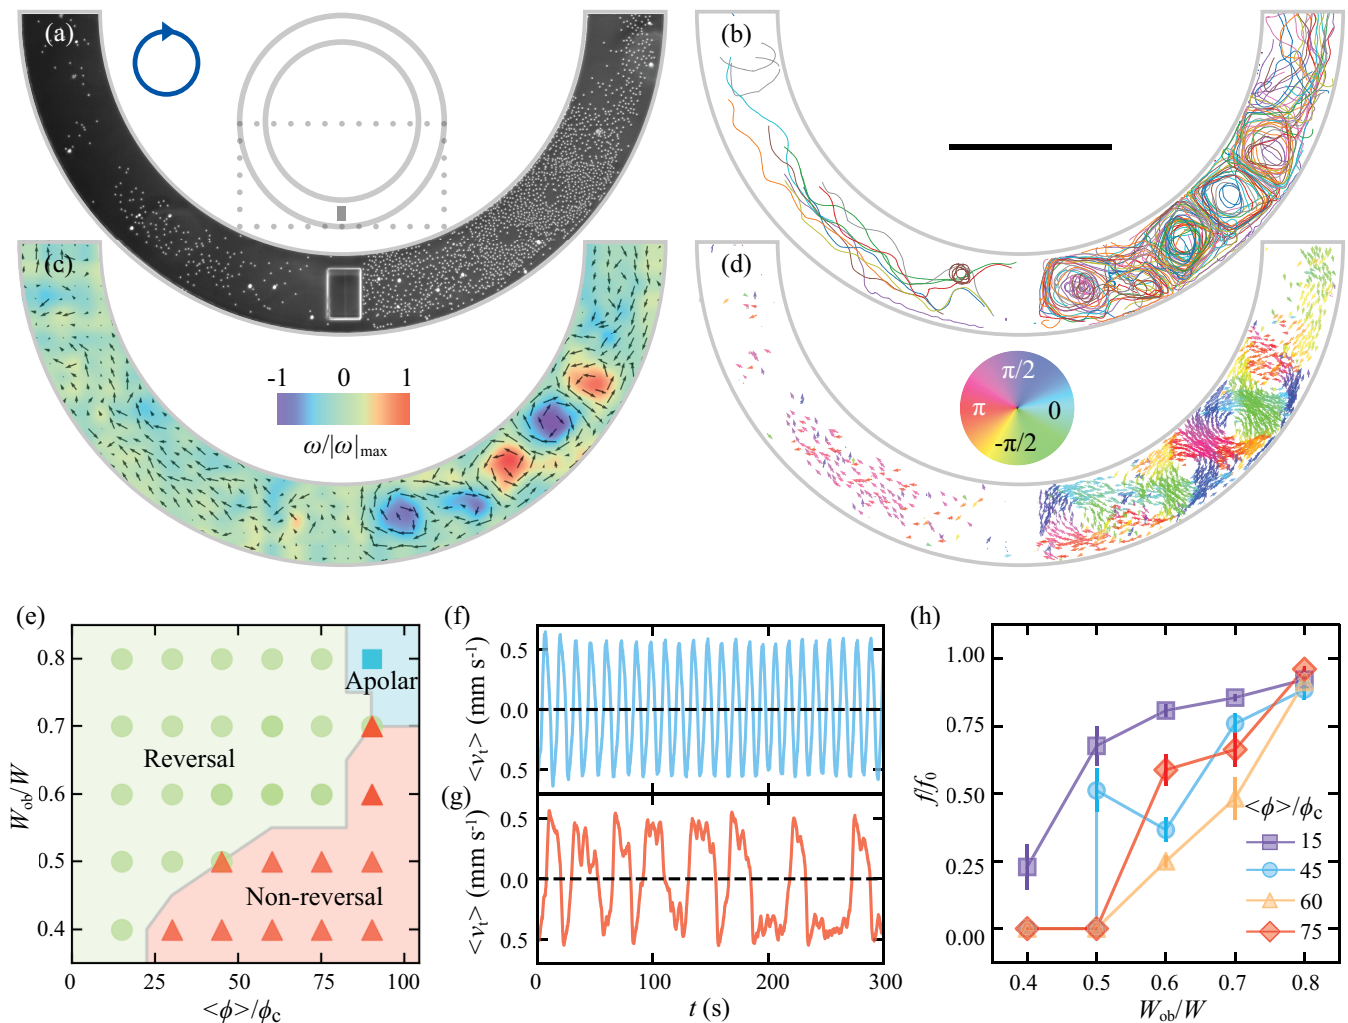 (a)
(b)
(c)
-1 0 1
ω/|ω|max
(d)
π/2
π 0
-π/2
(e)
Wob/W
0.8
0.7
0.6
0.5
0.4
Apolar
Reversal
Non-reversal
0 25 50 75 100
<ϕ>/ϕc
(f)
<vt> (mm s-1)
0.5
0.0
0.5
(g)
<vt> (mm s-1)
0.5
0.0
0.5
0 100 200 300
t (s)
(h)
f/f0
1.00
0.75
0.50
0.25
0.00
<ϕ>/ϕc
15
45
60
75
0.4 0.5 0.6 0.7 0.8
Wob/W